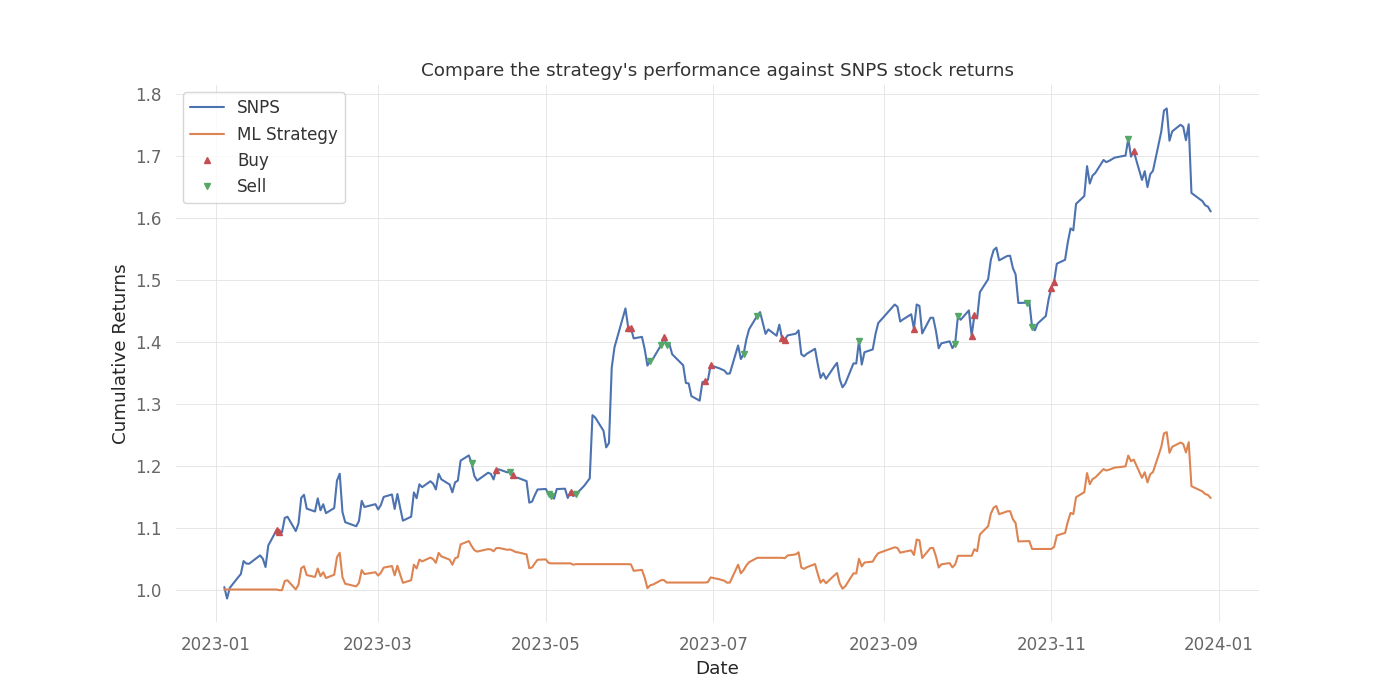 Compare the strategy's performance against SNPS stock returns
SNPS
ML Strategy
Buy
Sell
Cumulative Returns
1.8
1.7
1.6
1.5
1.4
1.3
1.2
1.1
1.0
2023-01 2023-03 2023-05 2023-07 2023-09 2023-11 2024-01
Date